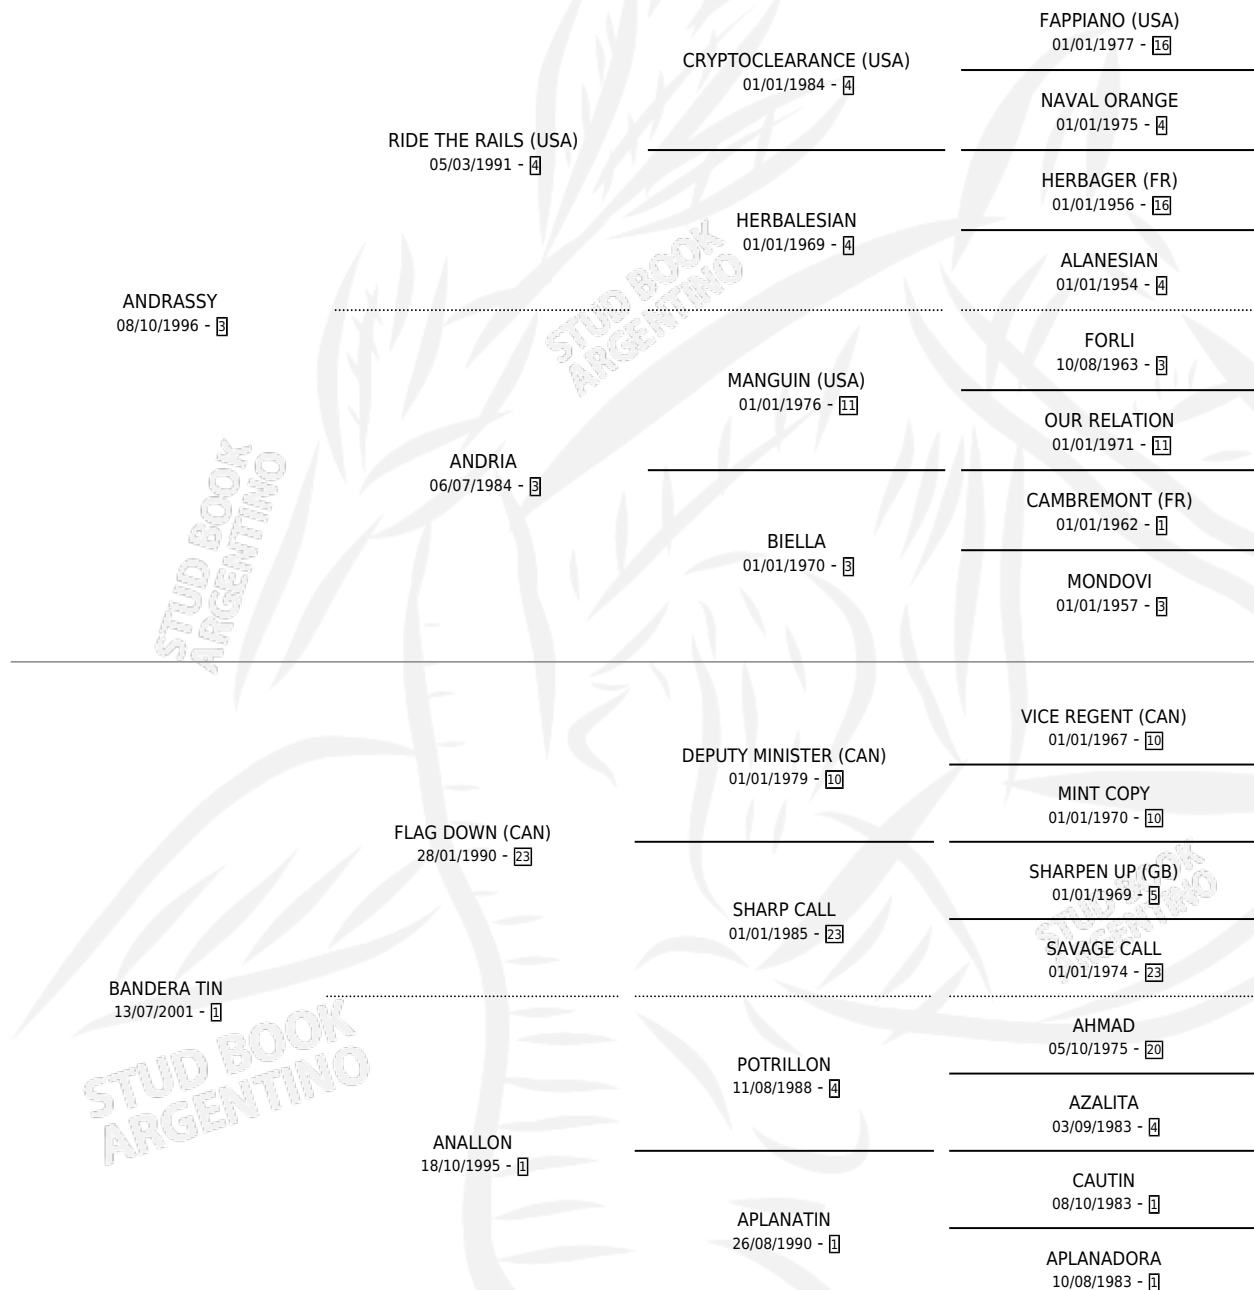 FAPPIANO (USA)
01/01/1977 - 16
CRYPTOCLEARANCE (USA)
01/01/1984 - 4
NAVAL ORANGE
01/01/1975 - 4
RIDE THE RAILS (USA)
05/03/1991 - 4
HERBAGER (FR)
01/01/1956 - 16
HERBALESIAN
01/01/1969 - 4
ALANESIAN
01/01/1954 - 4
ANDRASSY
08/10/1996 - 3
FORLI
10/08/1963 - 3
MANGUIN (USA)
01/01/1976 - 11
OUR RELATION
01/01/1971 - 11
ANDRIA
06/07/1984 - 3
CAMBREMONT (FR)
01/01/1962 - 1
BIELLA
01/01/1970 - 3
MONDOVI
01/01/1957 - 3
VICE REGENT (CAN)
01/01/1967 - 10
DEPUTY MINISTER (CAN)
01/01/1979 - 10
MINT COPY
01/01/1970 - 10
FLAG DOWN (CAN)
28/01/1990 - 23
SHARPEN UP (GB)
01/01/1969 - 5
SHARP CALL
01/01/1985 - 23
SAVAGE CALL
01/01/1974 - 23
BANDERA TIN
13/07/2001 - 1
AHMAD
05/10/1975 - 20
POTRILLON
11/08/1988 - 4
AZALITA
03/09/1983 - 4
ANALLON
18/10/1995 - 1
CAUTIN
08/10/1983 - 1
APLANATIN
26/08/1990 - 1
APLANADORA
10/08/1983 - 1
STUD BOOK
ARGENTINO
STUD BOOK
ARGENTINO
STUD BOOK
ARGENTINO
STUD BOOK
ARGENTINO